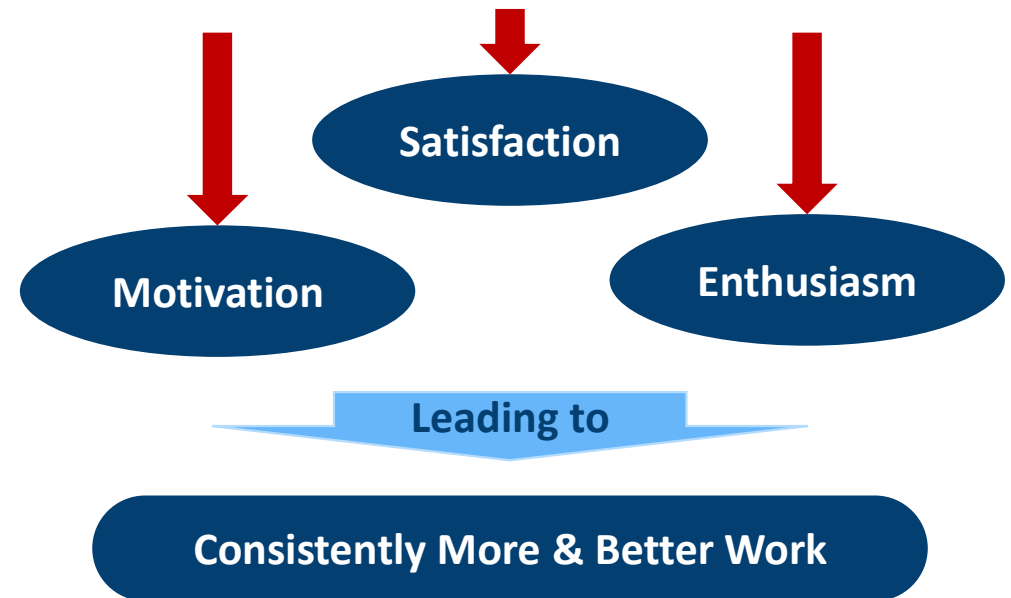 Satisfaction
Motivation
Enthusiasm
Leading to
Consistently More & Better Work